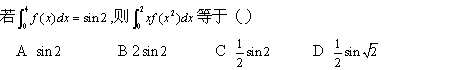 若∫₀⁴ f(x)dx = sin2 ,则∫₀² xf(x²)dx 等于（）
A sin2 B 2sin2 C 1/2 sin2 D 1/2 sin√2